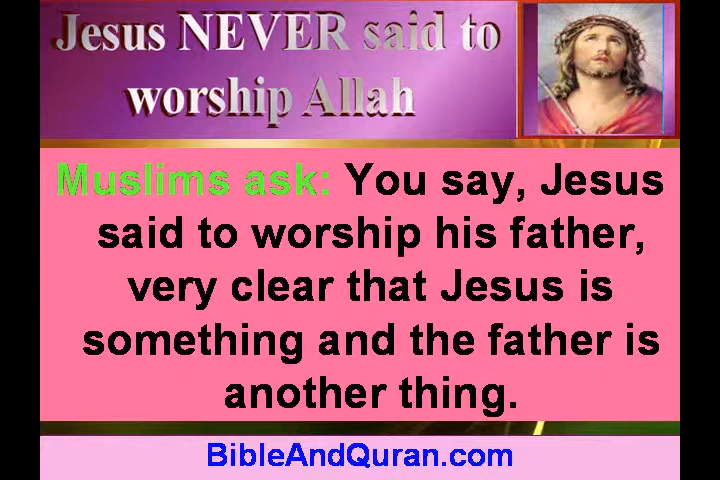 Jesus NEVER said to
worship Allah
Muslims ask: You say, Jesus
said to worship his father,
very clear that Jesus is
something and the father is
another thing.
BibleAndQuran.com